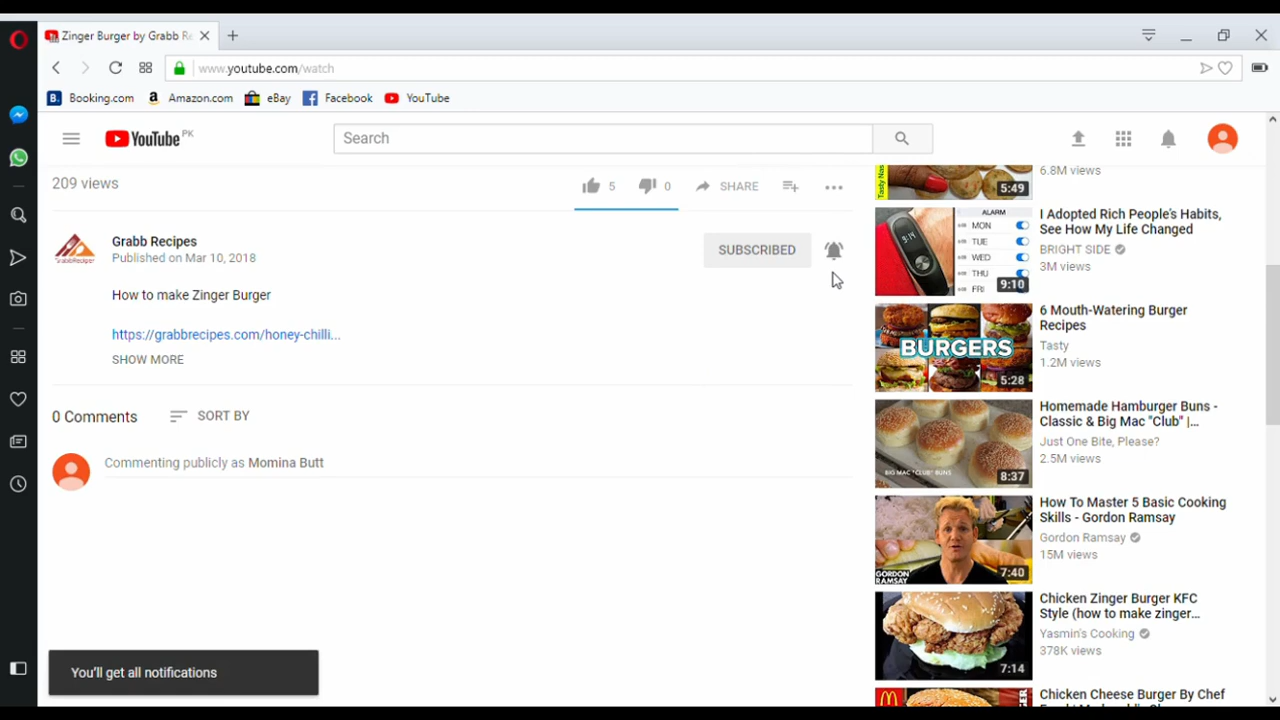 Zinger Burger by Grabb Re
www.youtube.com/watch
B. Booking.com
a Amazon.com
eBay
Facebook
YouTube
YouTube PK
Search
209 views
5
0
SHARE
Grabb Recipes
Published on Mar 10, 2018
SUBSCRIBED
How to make Zinger Burger
https://grabbrecipes.com/honey-chilli...
SHOW MORE
0 Comments
SORT BY
Commenting publicly as Momina Butt
You'll get all notifications
5:49
6.8M views
ALARM
MON
TUE
WED
THU
FRI
9:14
9:10
I Adopted Rich People's Habits,
See How My Life Changed
BRIGHT SIDE
3M views
BURGERS
5:28
6 Mouth-Watering Burger
Recipes
Tasty
1.2M views
BIG MAC "CLUB" BUNS
8:37
Homemade Hamburger Buns -
Classic & Big Mac "Club" |...
Just One Bite, Please?
2.5M views
GORDON
RAMSAY
7:40
How To Master 5 Basic Cooking
Skills - Gordon Ramsay
Gordon Ramsay
15M views
7:14
Chicken Zinger Burger KFC
Style (how to make zinger...
Yasmin's Cooking
378K views
Chicken Cheese Burger By Chef